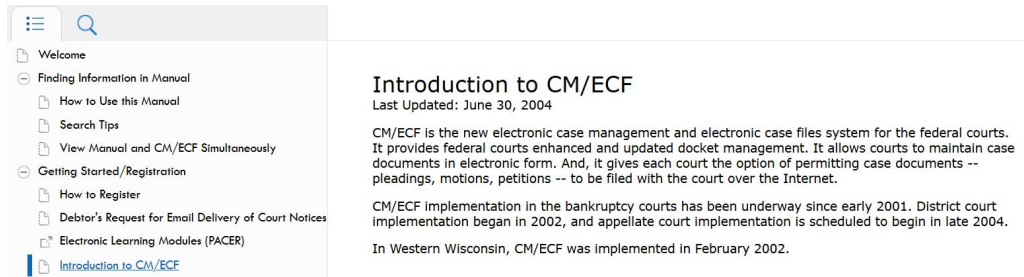 Welcome
Finding Information in Manual
How to Use this Manual
Search Tips
View Manual and CM/ECF Simultaneously
Getting Started/Registration
How to Register
Debtor's Request for Email Delivery of Court Notices
Electronic Learning Modules (PACER)
Introduction to CM/ECF
Introduction to CM/ECF
Last Updated: June 30, 2004
CM/ECF is the new electronic case management and electronic case files system for the federal courts.
It provides federal courts enhanced and updated docket management. It allows courts to maintain case
documents in electronic form. And, it gives each court the option of permitting case documents --
pleadings, motions, petitions -- to be filed with the court over the Internet.
CM/ECF implementation in the bankruptcy courts has been underway since early 2001. District court
implementation began in 2002, and appellate court implementation is scheduled to begin in late 2004.
In Western Wisconsin, CM/ECF was implemented in February 2002.